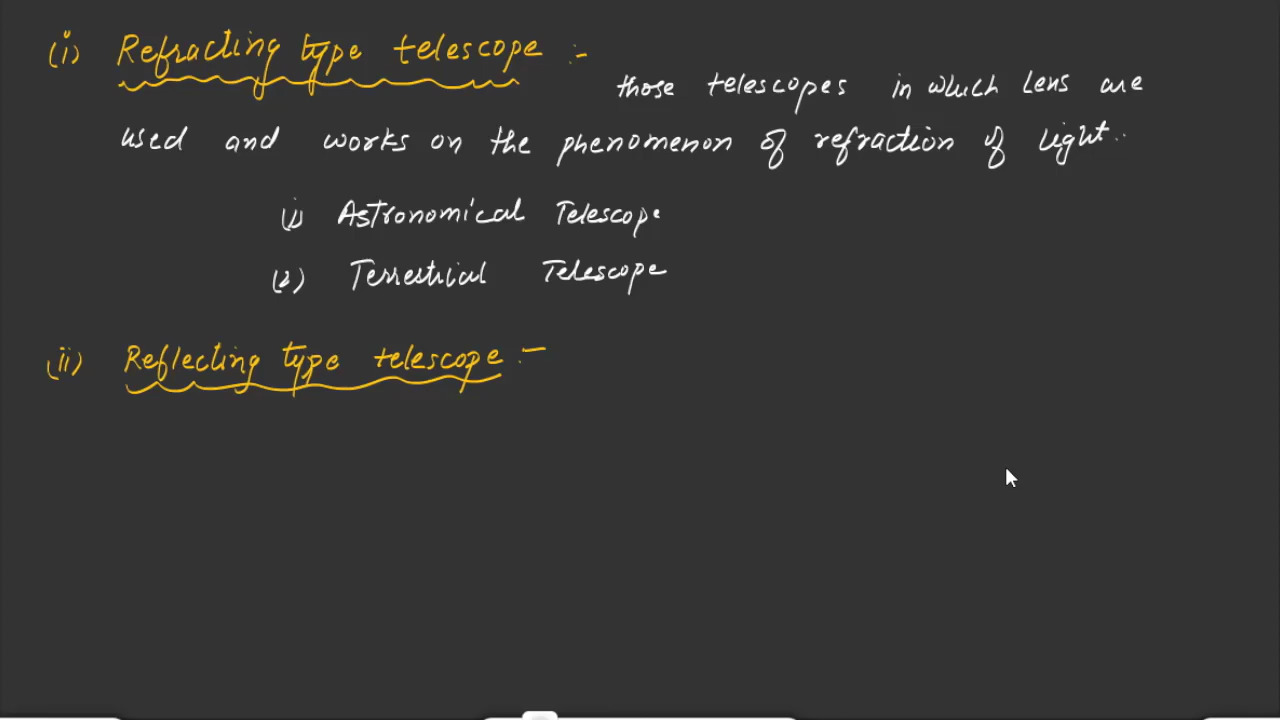 (i) Refracting type telescope :-
those telescopes in which Lens are
used and works on the phenomenon of refraction of light..
(1) Astronomical Telescope
(2) Terrestrial Telescope
(ii) Reflecting type telescope :-